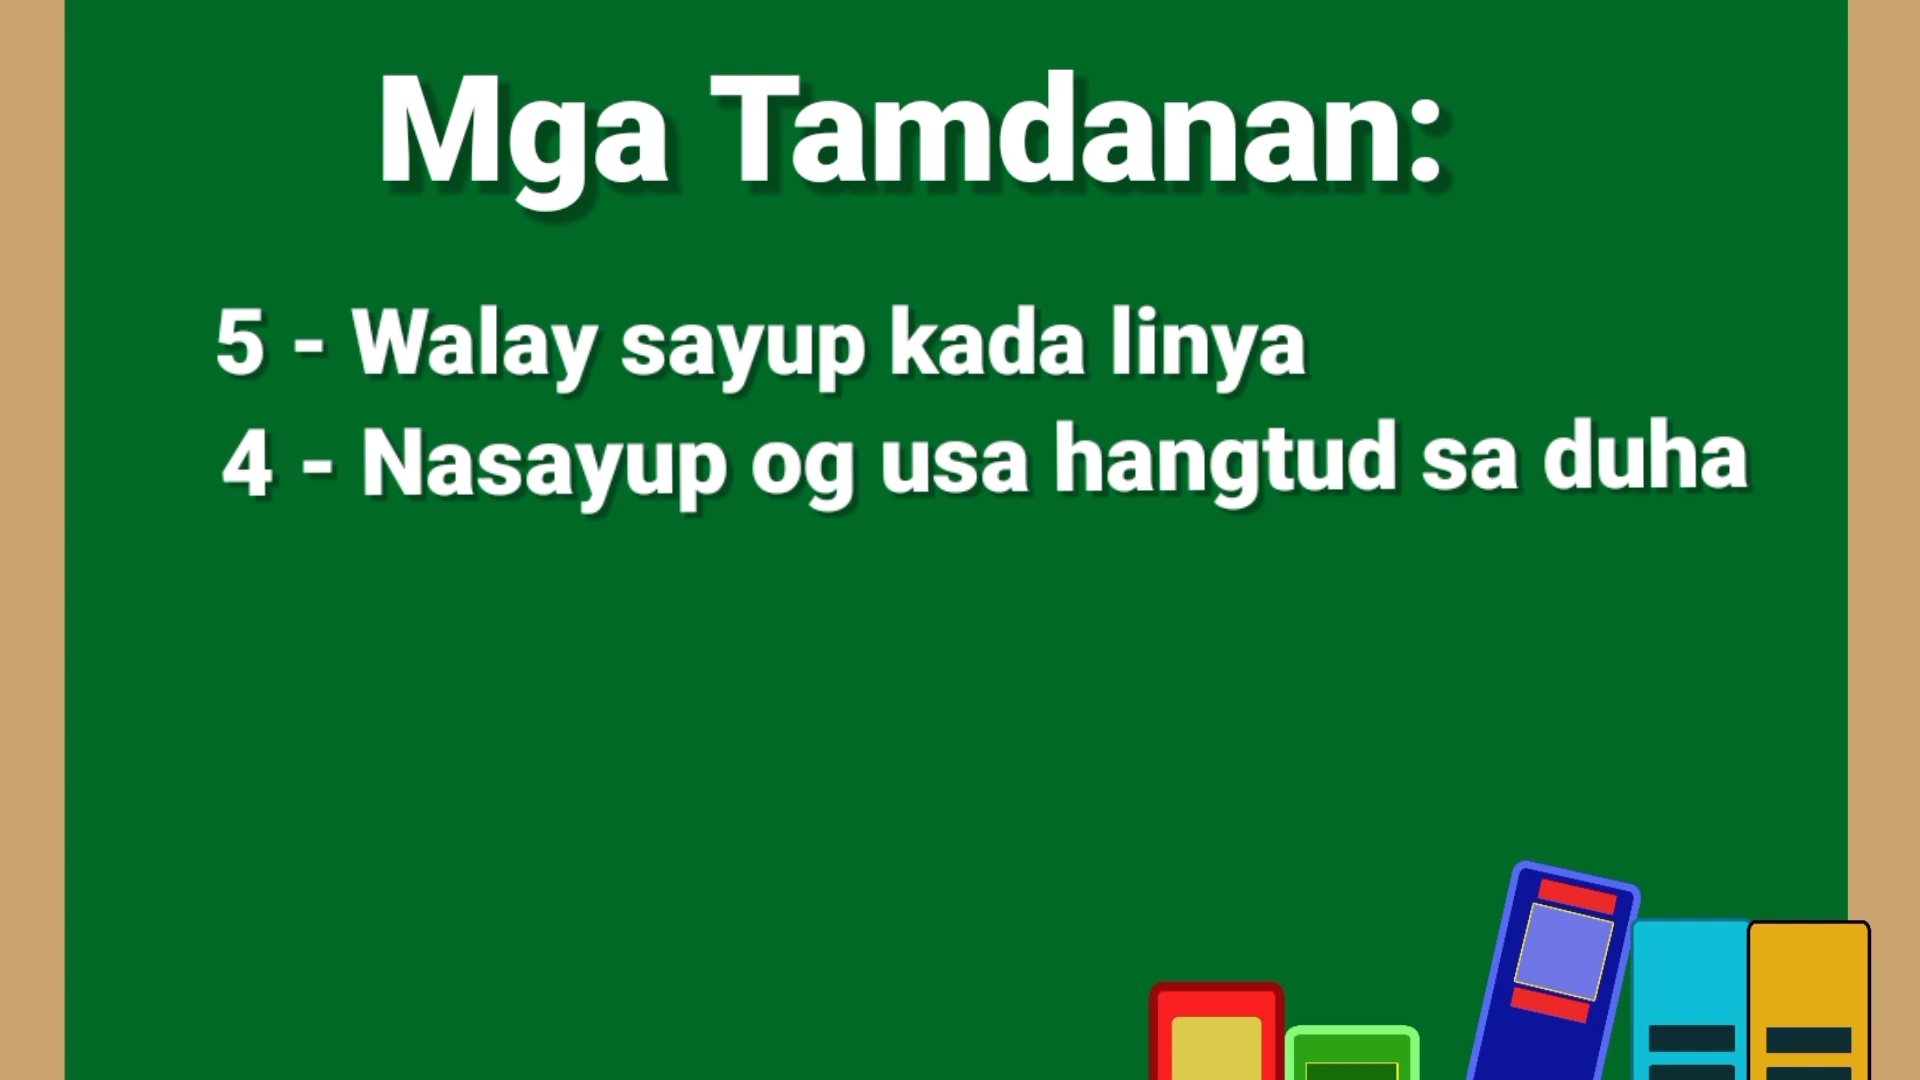 Mga Tamdanan:
5 - Walay sayup kada linya
4 - Nasayup og usa hangtud sa duha